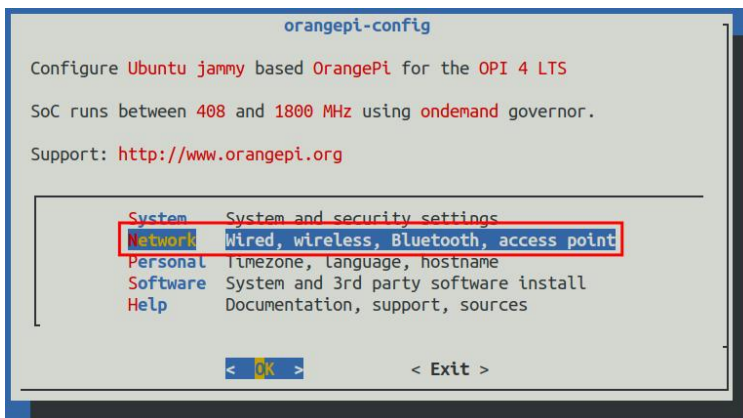 orangepi-config
Configure Ubuntu jammy based OrangePi for the OPI 4 LTS
SoC runs between 408 and 1800 MHz using ondemand governor.
Support: http://www.orangepi.org
System System and security settings
Network Wired, wireless, Bluetooth, access point
Personal Timezone, language, hostname
Software System and 3rd party software install
Help Documentation, support, sources
< OK > < Exit >